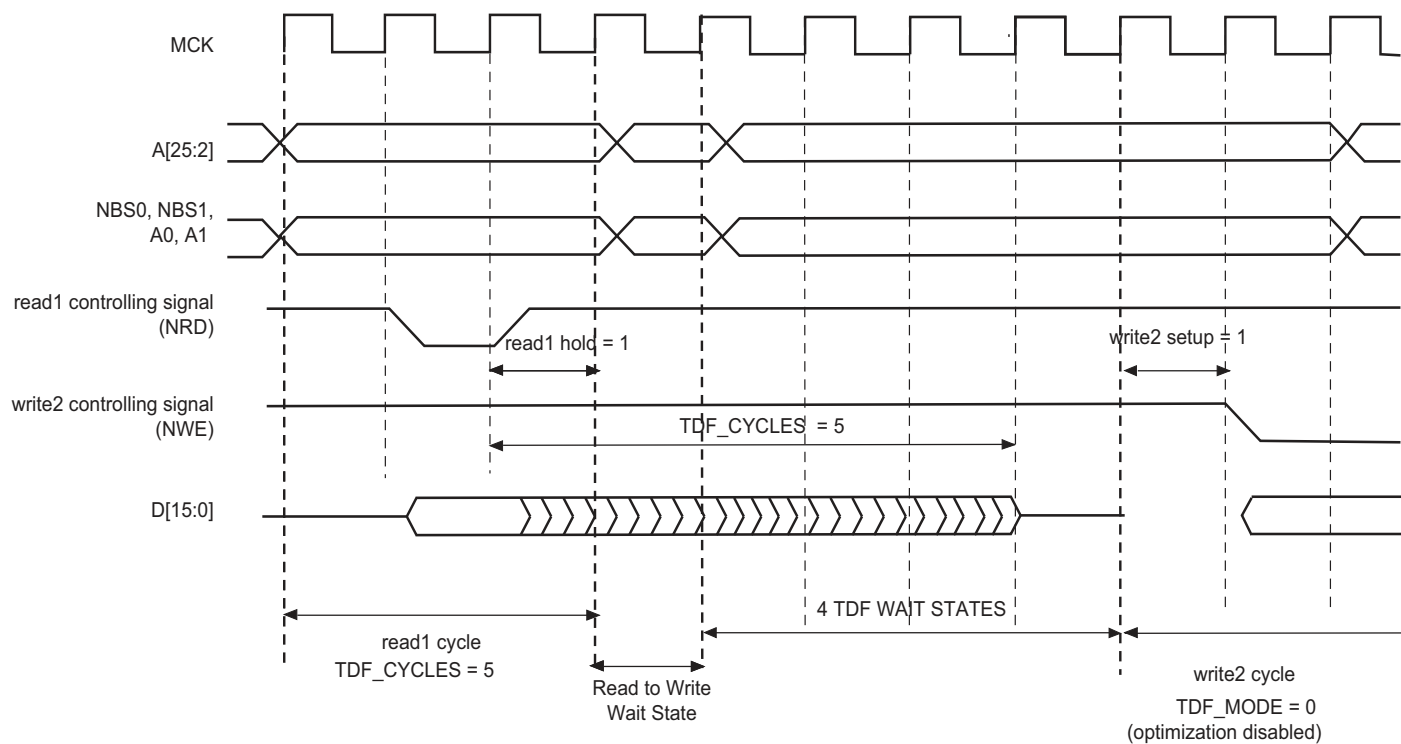 MCK
A[25:2]
NBS0, NBS1,
A0, A1
read1 controlling signal
(NRD)
read1 hold = 1
write2 setup = 1
write2 controlling signal
(NWE)
TDF_CYCLES = 5
D[15:0]
4 TDF WAIT STATES
read1 cycle
TDF_CYCLES = 5
Read to Write
Wait State
write2 cycle
TDF_MODE = 0
(optimization disabled)